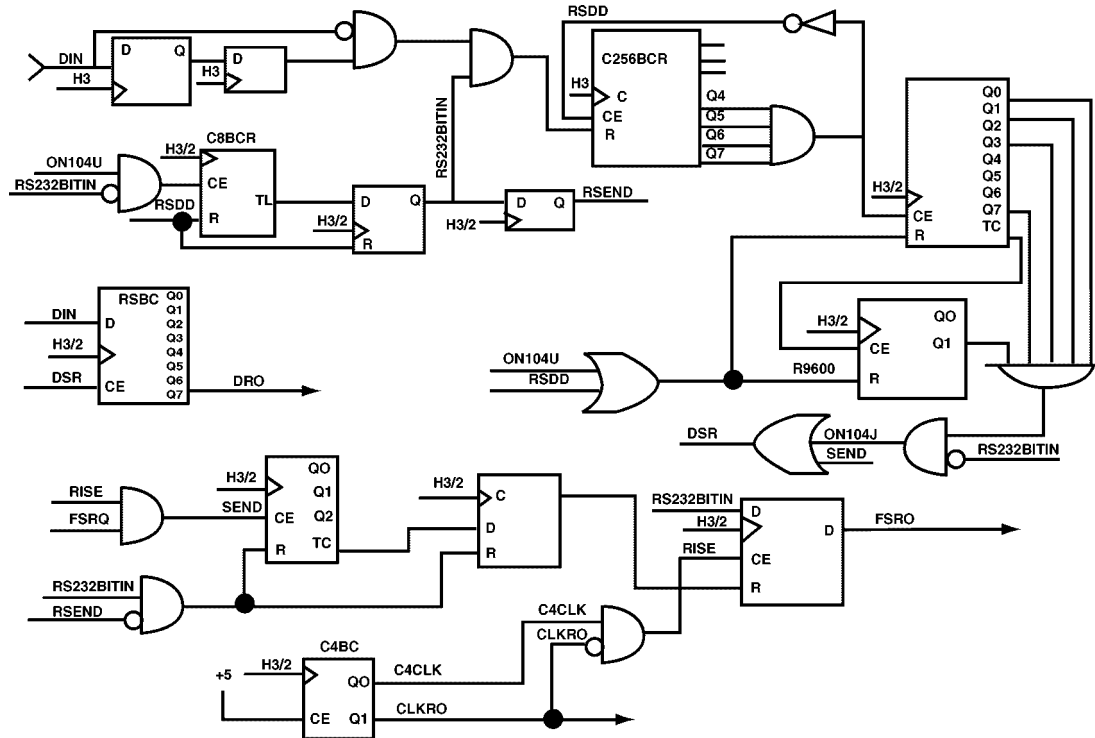 RSDD
DIN
D Q
H3
H3
D
C256BCR
H3
C
CE
R
Q4
Q5
Q6
Q7
RS232BITIN
Q0
Q1
Q2
Q3
Q4
Q5
Q6
Q7
TC
H3/2
CE
R
C8BCR
ON104U
RS232BITIN
H3/2
CE
RSDD
R
TL
D Q
H3/2
R
D Q
H3/2
RSEND
RSBC
DIN
D
H3/2
DSR
CE
Q0
Q1
Q2
Q3
Q4
Q5
Q6
Q7
DRO
ON104U
RSDD
R9600
H3/2
CE
R
QO
Q1
DSR
ON104J
SEND
RS232BITIN
RISE
FSRQ
SEND
H3/2
CE
R
QO
Q1
Q2
TC
H3/2
C
D
R
RS232BITIN
RSEND
RS232BITIN
H3/2
RISE
D
CE
R
D
FSRO
C4CLK
CLKRO
C4BC
+5
H3/2
CE
QO
Q1
C4CLK
CLKRO